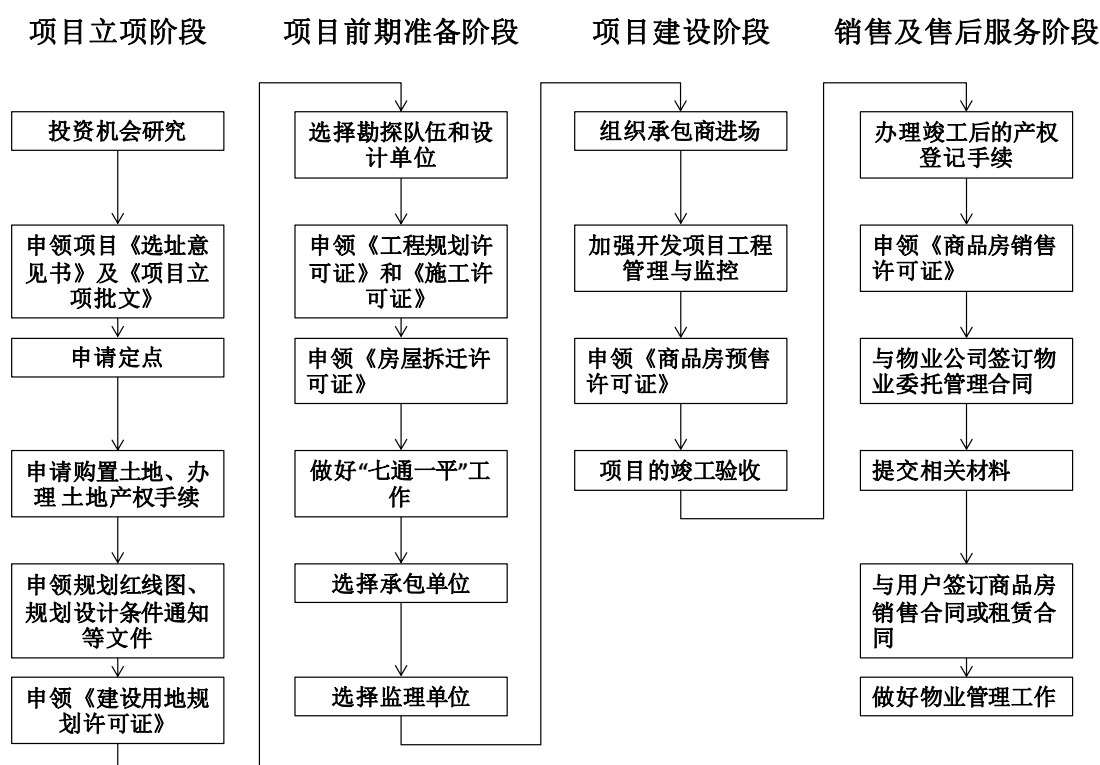 项目立项阶段
项目前期准备阶段
项目建设阶段
销售及售后服务阶段
投资机会研究
申领项目《选址意
见书》及《项目立
项批文》
申请定点
申请购置土地、办
理 土地产权手续
申领规划红线图、
规划设计条件通知
等文件
申领《建设用地规
划许可证》
选择勘探队伍和设
计单位
申领《工程规划许
可证》和《施工许
可证》
申领《房屋拆迁许
可证》
做好“七通一平”工
作
选择承包单位
选择监理单位
组织承包商进场
加强开发项目工程
管理与监控
申领《商品房预售
许可证》
项目的竣工验收
办理竣工后的产权
登记手续
申领《商品房销售
许可证》
与物业公司签订物
业委托管理合同
提交相关材料
与用户签订商品房
销售合同或租赁合
同
做好物业管理工作